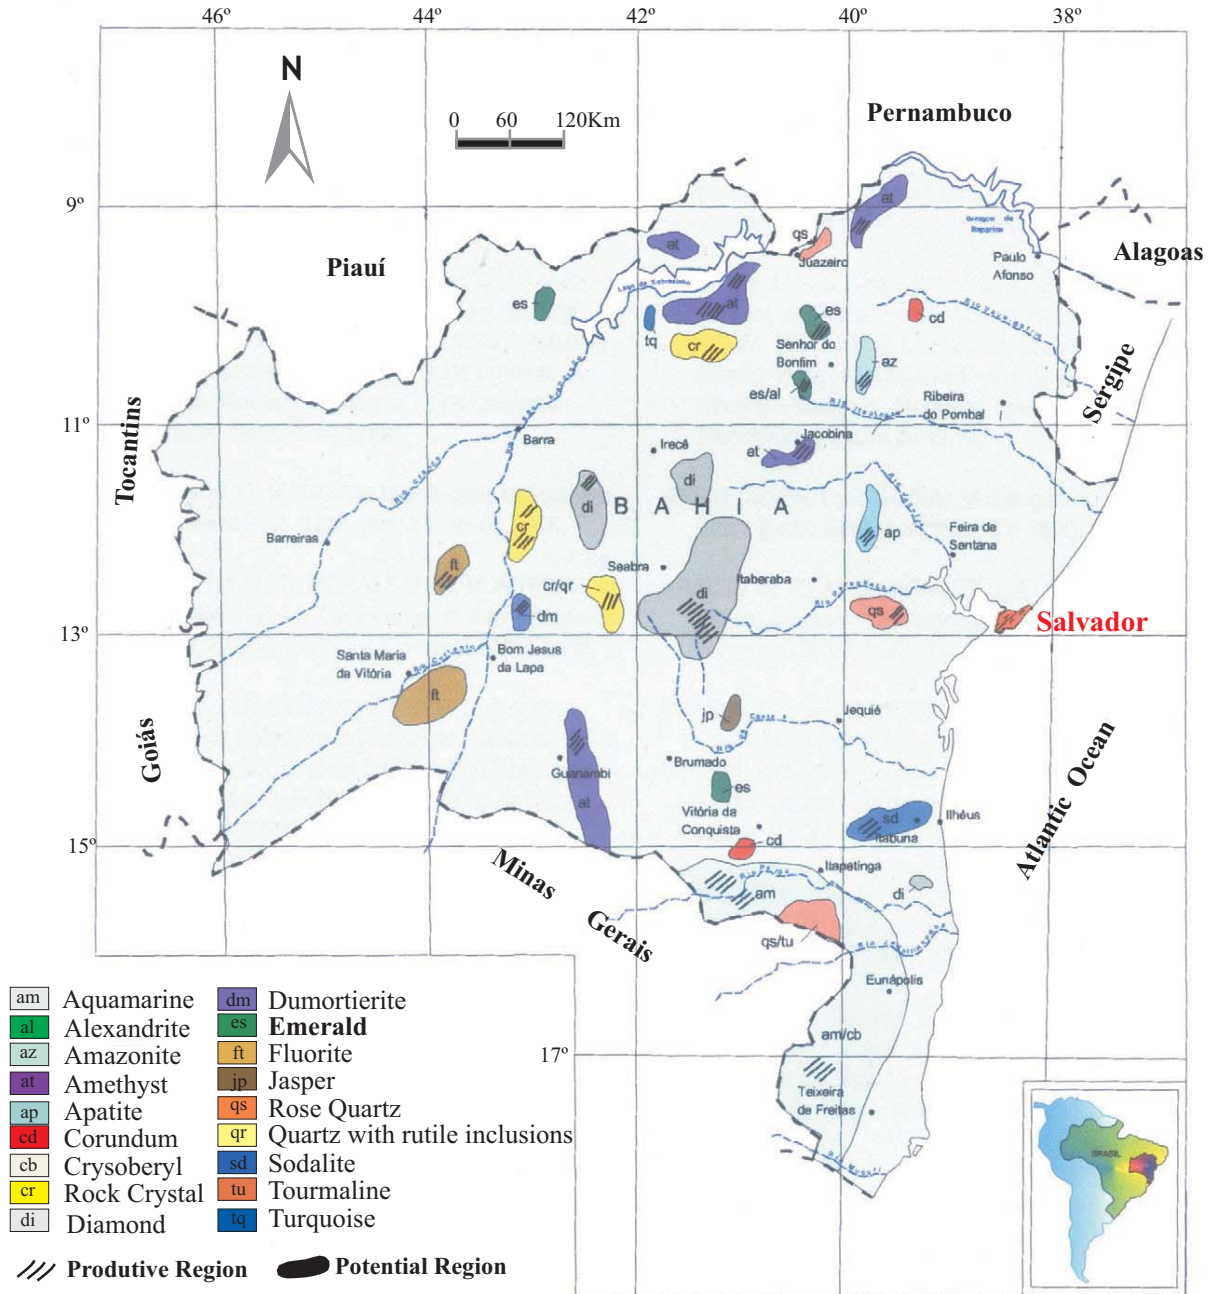 46º
44º
42º
40º
38º
N
0 60 120Km
Pernambuco
9º
at
at
qs
Juazeiro
Paulo
Afonso
Alagoas
Piauí
Lago de Sobradinho
es
at
es
cd
tq
cr
Senhor do
Bonfim
az
es/al
Ribeira
do Pombal
Sergipe
Tocantins
11º
Barra
Irecê
Jacobina
at
di
di
B A H I A
cr
ap
Feira de
Santana
Barreiras
ft
Seabra
Itaberaba
cr/qr
di
dm
qs
Salvador
13º
Santa Maria
da Vitória
Bom Jesus
da Lapa
ft
jp
Jequié
Goiás
Guanambi
at
Brumado
es
Vitória da
Conquista
sd
Ilhéus
Itabuna
Atlantic Ocean
15º
cd
Itapetinga
Minas
Gerais
am
di
qs/tu
Eunápolis
am/cb
17º
Teixeira
de Freitas
BRASIL
am Aquamarine
al Alexandrite
az Amazonite
at Amethyst
ap Apatite
cd Corundum
cb Crysoberyl
cr Rock Crystal
di Diamond
dm Dumortierite
es Emerald
ft Fluorite
jp Jasper
qs Rose Quartz
qr Quartz with rutile inclusions
sd Sodalite
tu Tourmaline
tq Turquoise
Produtive Region
Potential Region